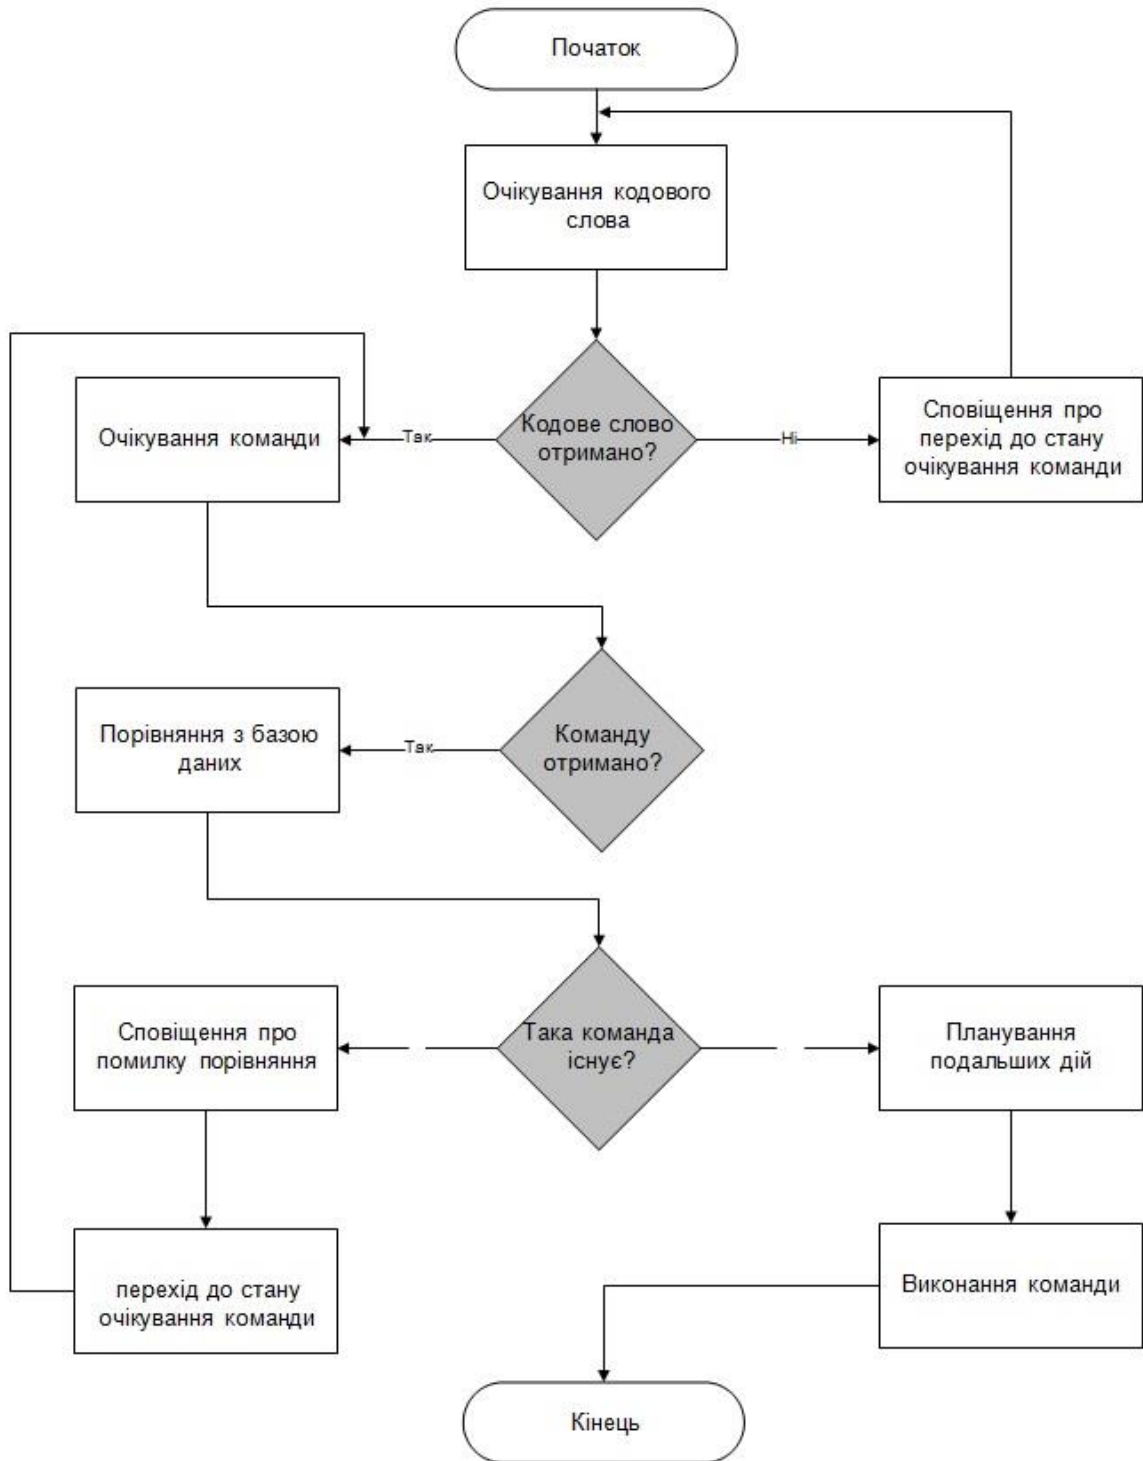 Початок
Очікування кодового
слова
Очікування команди
Так
Кодове слово
отримано?
Ні
Сповіщення про
перехід до стану
очікування команди
Порівняння з базою
даних
Так
Команду
отримано?
Сповіщення про
помилку порівняння
Така команда
існує?
Планування
подальших дій
перехід до стану
очікування команди
Виконання команди
Кінець